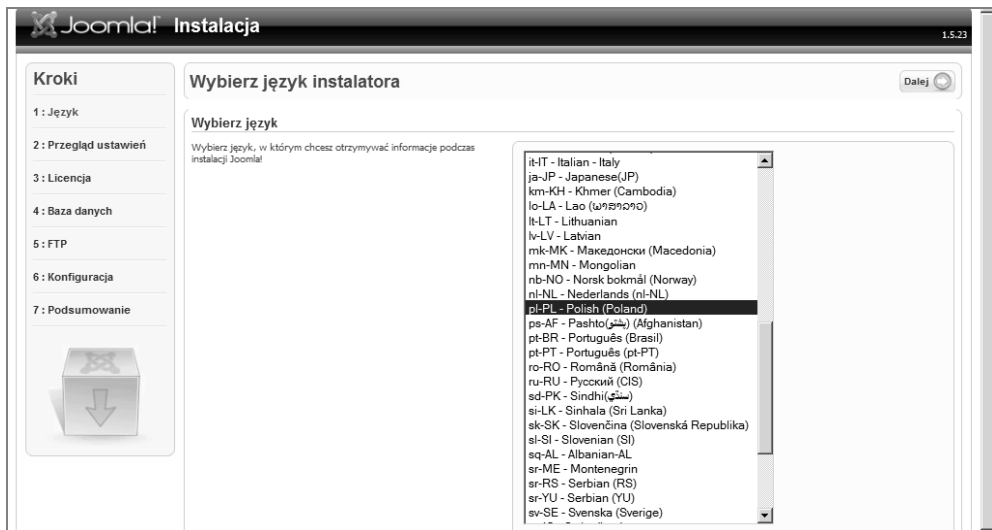 Joomla! Instalacja
1.5.23
Kroki
1 : Język
2 : Przegląd ustawień
3 : Licencja
4 : Baza danych
5 : FTP
6 : Konfiguracja
7 : Podsumowanie
Wybierz język instalatora
Dalej
Wybierz język
Wybierz język, w którym chcesz otrzymywać informacje podczas
instalacji Joomla!
it-IT - Italian - Italy
ja-JP - Japanese(JP)
km-KH - Khmer (Cambodia)
lo-LA - Lao (ພາສາລາວ)
lt-LT - Lithuanian
lv-LV - Latvian
mk-MK - Македонски (Macedonia)
mn-MN - Mongolian
nb-NO - Norsk bokmål (Norway)
nl-NL - Nederlands (nl-NL)
pl-PL - Polish (Poland)
ps-AF - Pashto(پښتو) (Afghanistan)
pt-BR - Português (Brasil)
pt-PT - Português (pt-PT)
ro-RO - Română (România)
ru-RU - Русский (CIS)
sd-PK - Sindhi(سنڌي)
si-LK - Sinhala (Sri Lanka)
sk-SK - Slovenčina (Slovenská Republika)
sl-SI - Slovenian (SI)
sq-AL - Albanian-AL
sr-ME - Montenegrin
sr-RS - Serbian (RS)
sr-YU - Serbian (YU)
sv-SE - Svenska (Sverige)